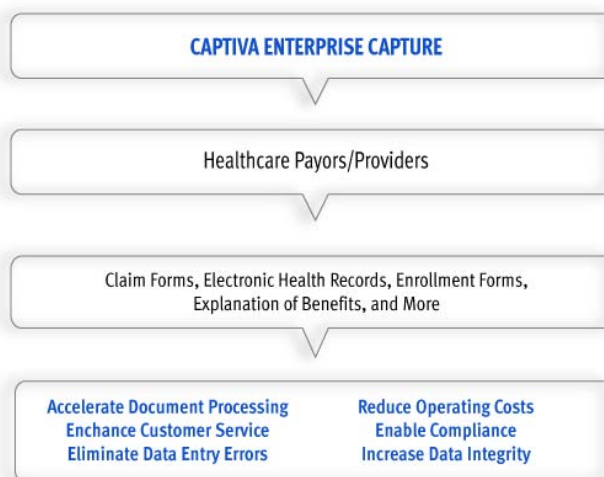 CAPTIVA ENTERPRISE CAPTURE
Healthcare Payors/Providers
Claim Forms, Electronic Health Records, Enrollment Forms,
Explanation of Benefits, and More
Accelerate Document Processing
Enchance Customer Service
Eliminate Data Entry Errors
Reduce Operating Costs
Enable Compliance
Increase Data Integrity